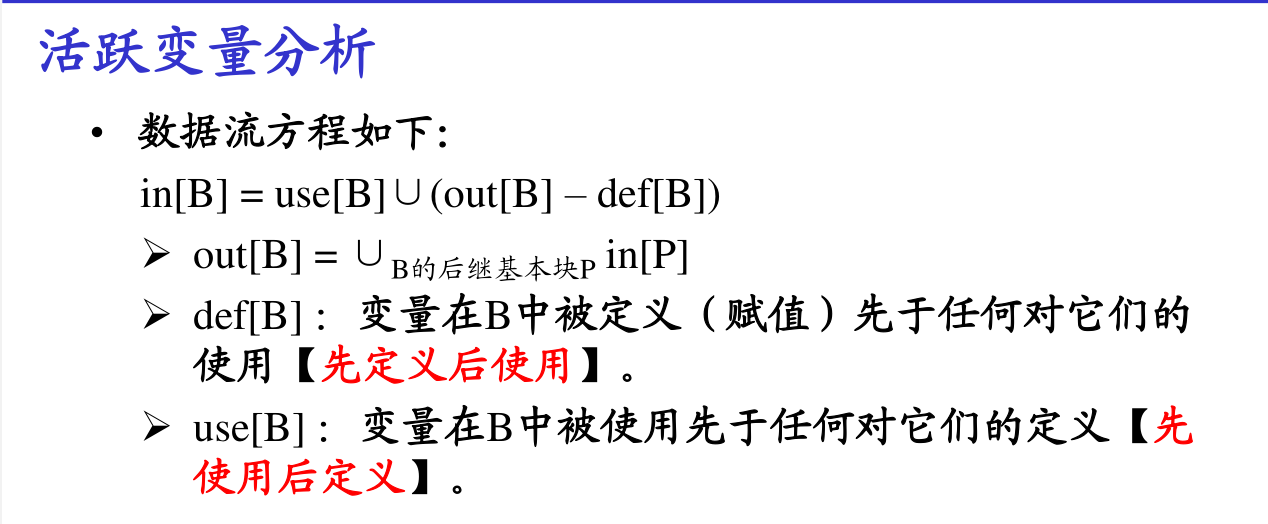 活跃变量分析
• 数据流方程如下:
in[B] = use[B]∪(out[B] – def[B])
➢ out[B] = ∪B的后继基本块P in[P]
➢ def[B] : 变量在B中被定义（赋值）先于任何对它们的
使用【先定义后使用】。
➢ use[B] : 变量在B中被使用先于任何对它们的定义【先
使用后定义】。